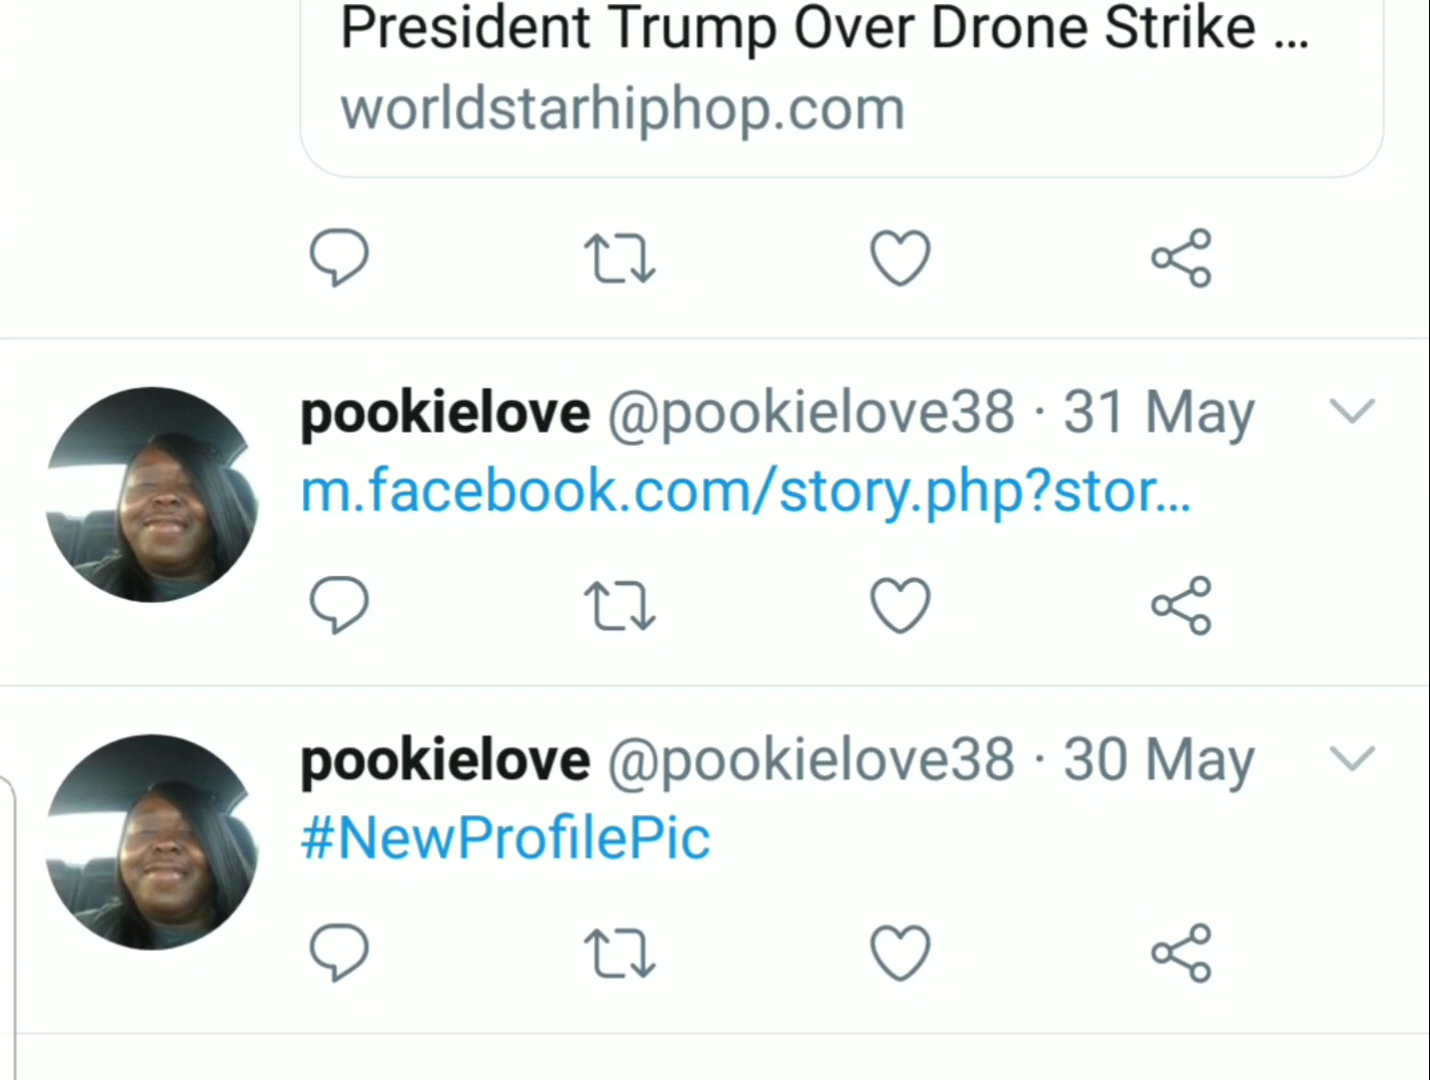 President Trump Over Drone Strike ...
worldstarhiphop.com
pookielove @pookielove38 · 31 May
m.facebook.com/story.php?stor...
pookielove @pookielove38 · 30 May
#NewProfilePic